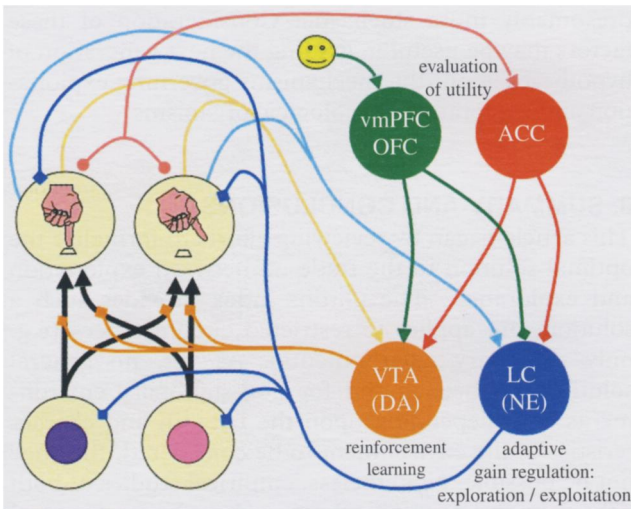 evaluation
of utility
vmPFC
OFC
ACC
VTA
(DA)
LC
(NE)
reinforcement
learning
adaptive
gain regulation:
exploration / exploitation